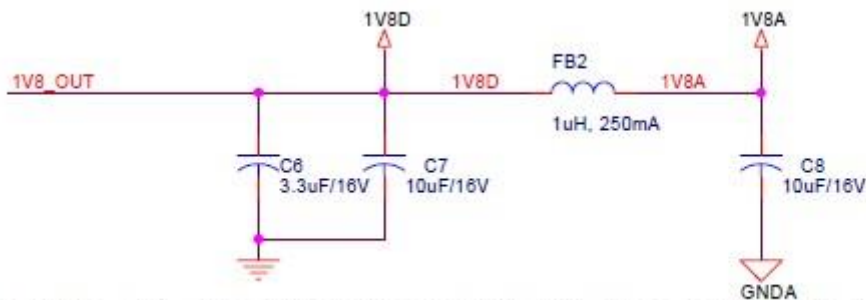 1V8D
1V8A
FB2
1V8_OUT
1V8D
1V8A
1uH, 250mA
C6
3.3uF/16V
C7
10uF/16V
C8
10uF/16V
GNDA